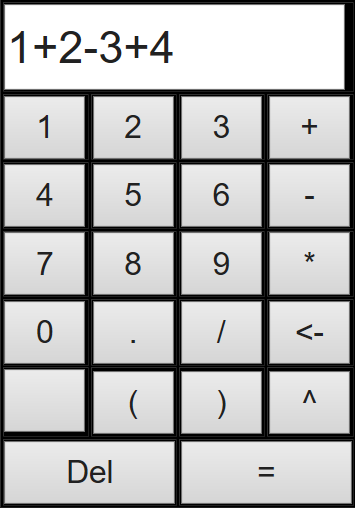 1+2-3+4
1 2 3 +
4 5 6 -
7 8 9 *
0 . / <-
( ) ^
Del =